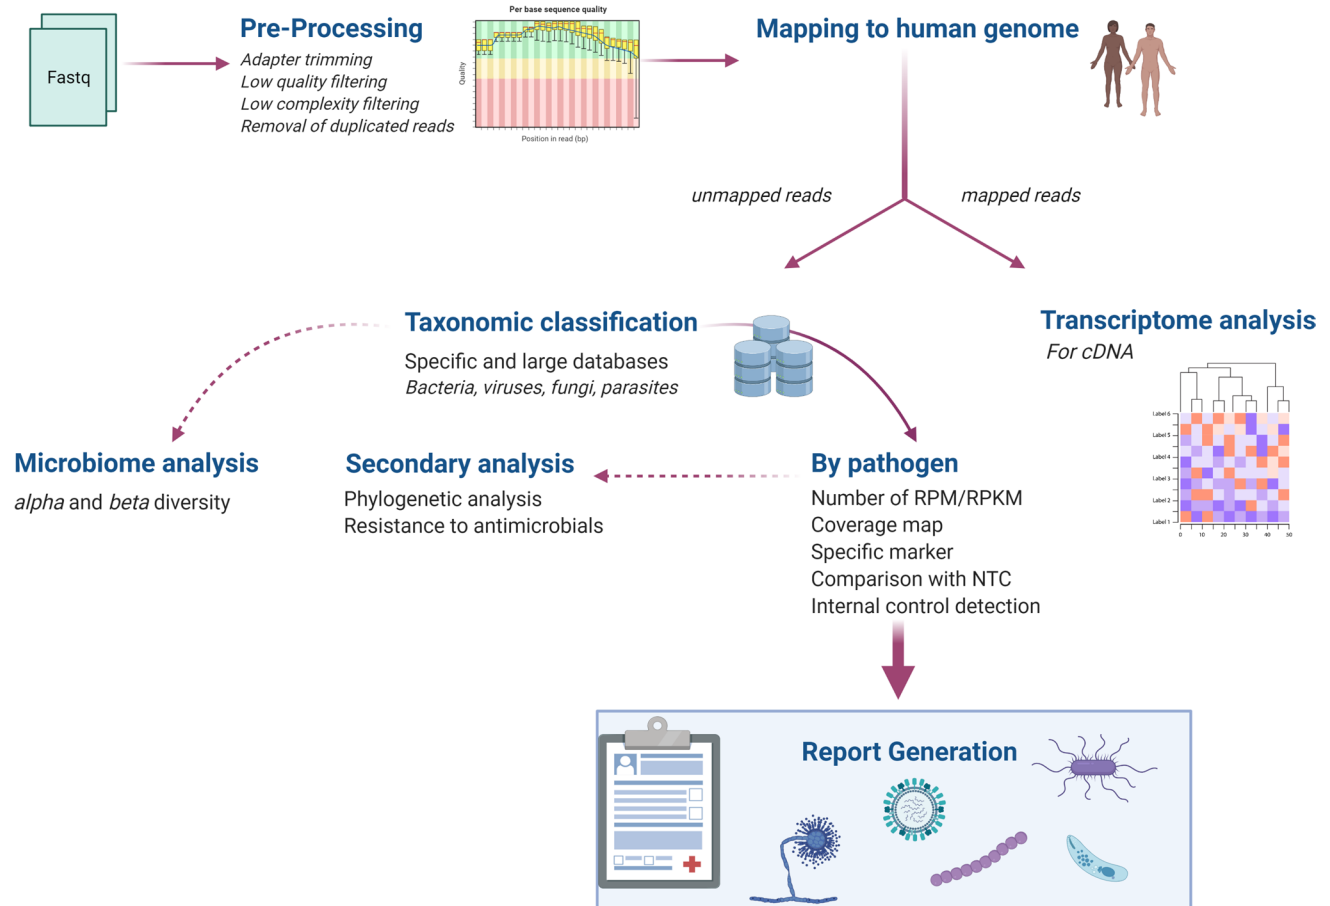 Fastq
Pre-Processing
Adapter trimming
Low quality filtering
Low complexity filtering
Removal of duplicated reads
Per base sequence quality
Quality
Position in read (bp)
Mapping to human genome
unmapped reads
mapped reads
Taxonomic classification
Specific and large databases
Bacteria, viruses, fungi, parasites
Transcriptome analysis
For cDNA
Label 6
Label 5
Label 4
Label 3
Label 2
Label 1
0 10 20 30 40 50
Microbiome analysis
alpha and beta diversity
Secondary analysis
Phylogenetic analysis
Resistance to antimicrobials
By pathogen
Number of RPM/RPKM
Coverage map
Specific marker
Comparison with NTC
Internal control detection
Report Generation